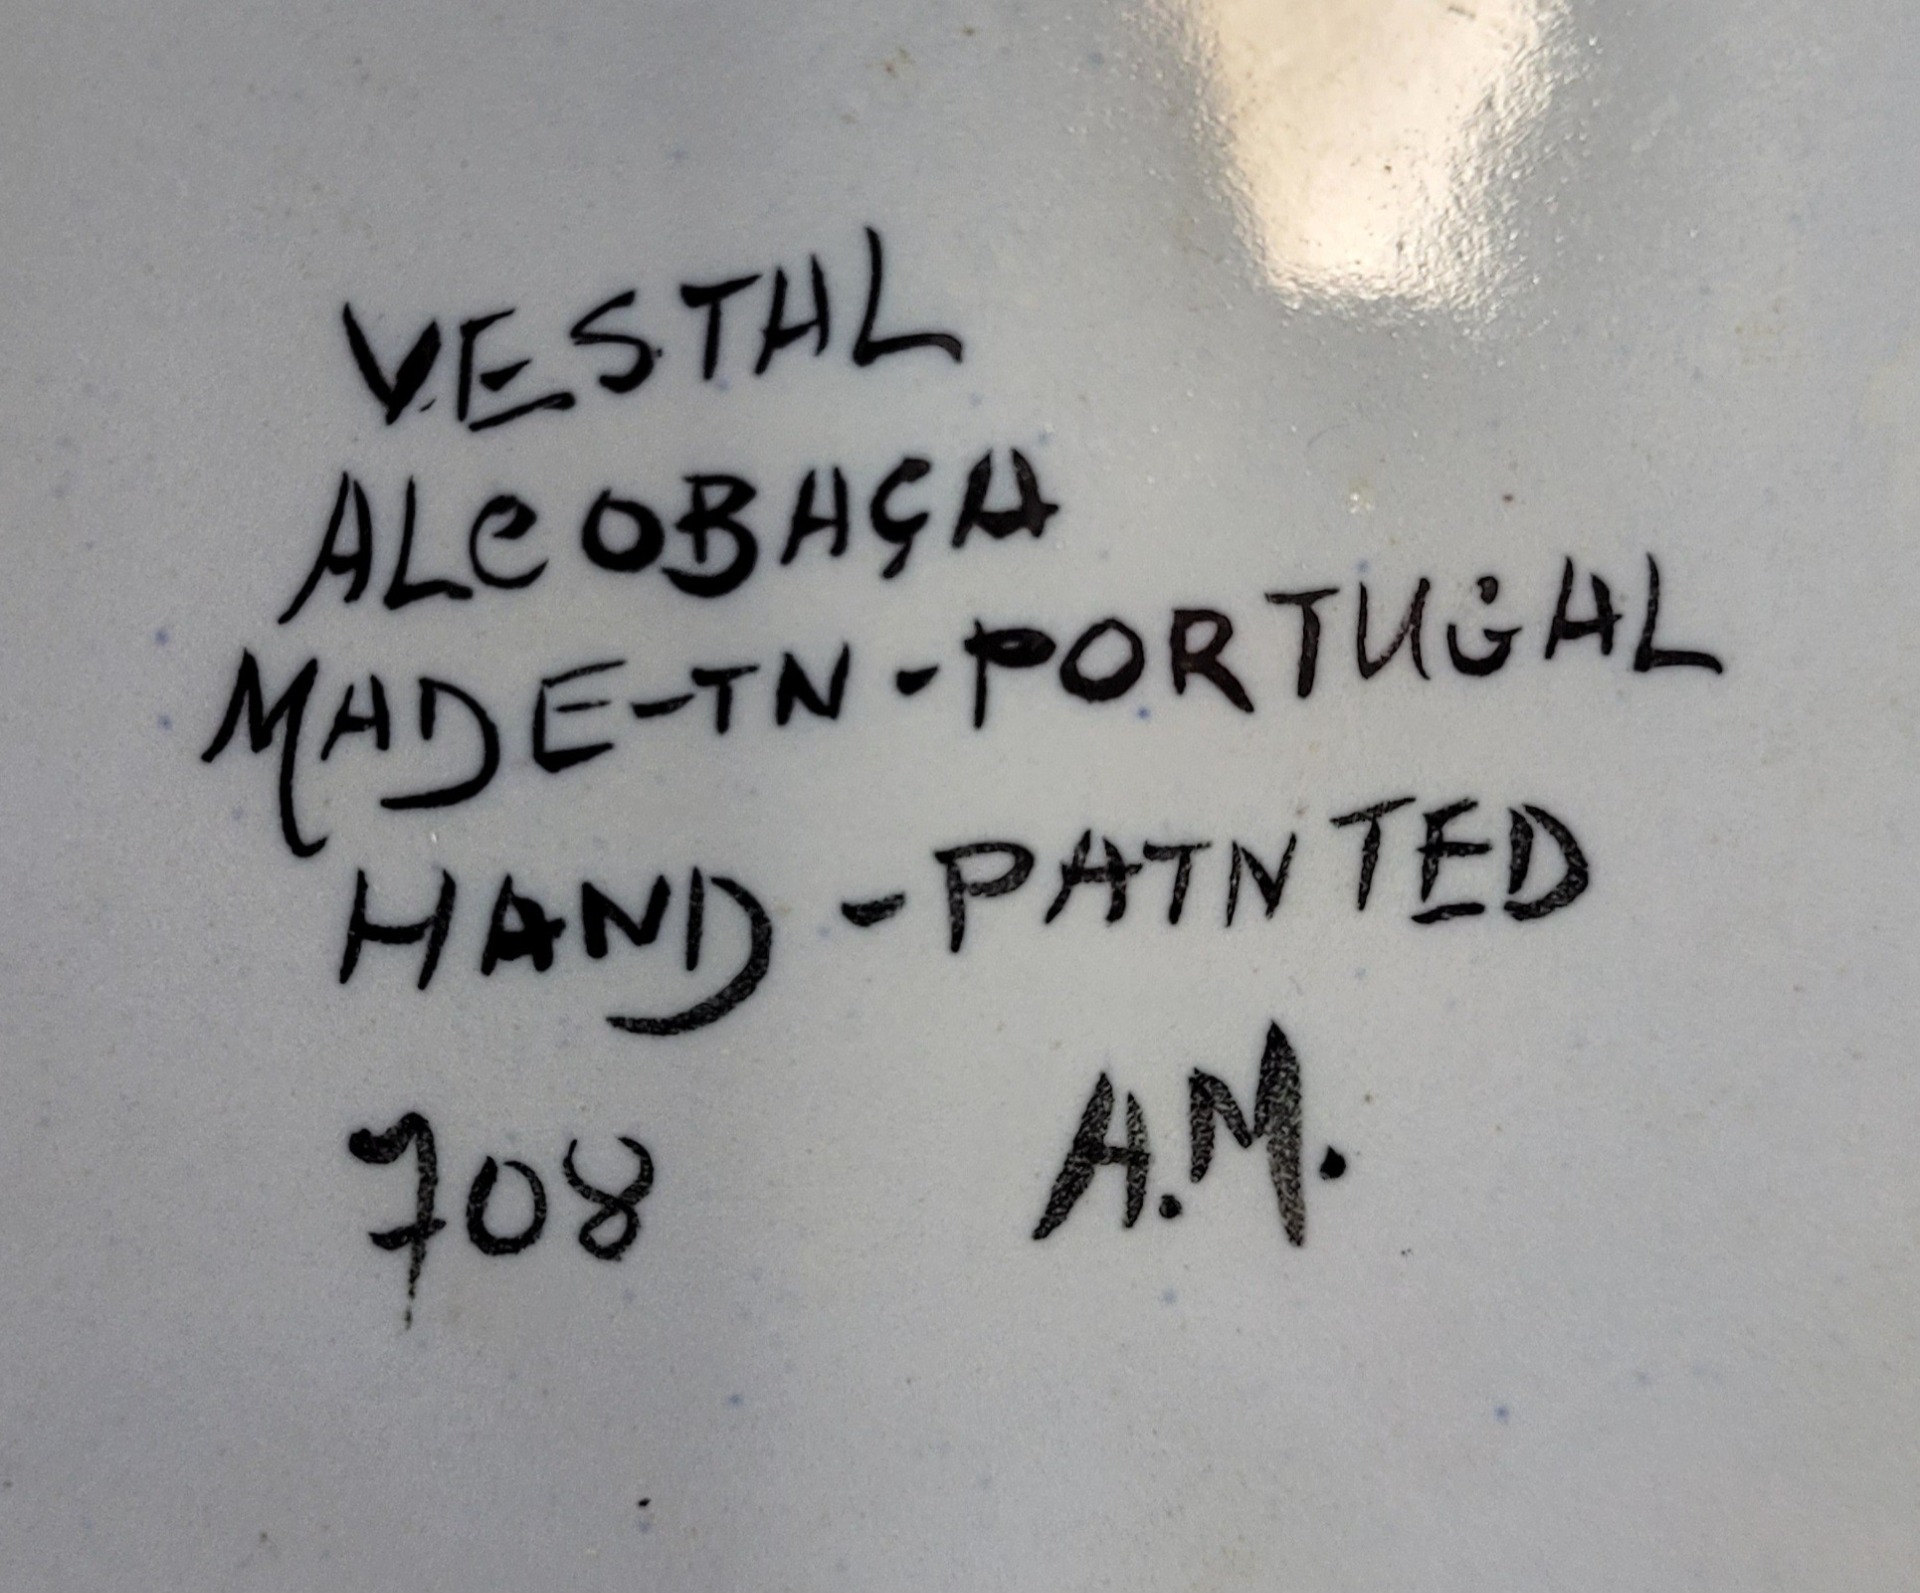 VESTAL
ALCOBAÇA
MADE-IN-PORTUGAL
HAND-PAINTED
708 A.M.